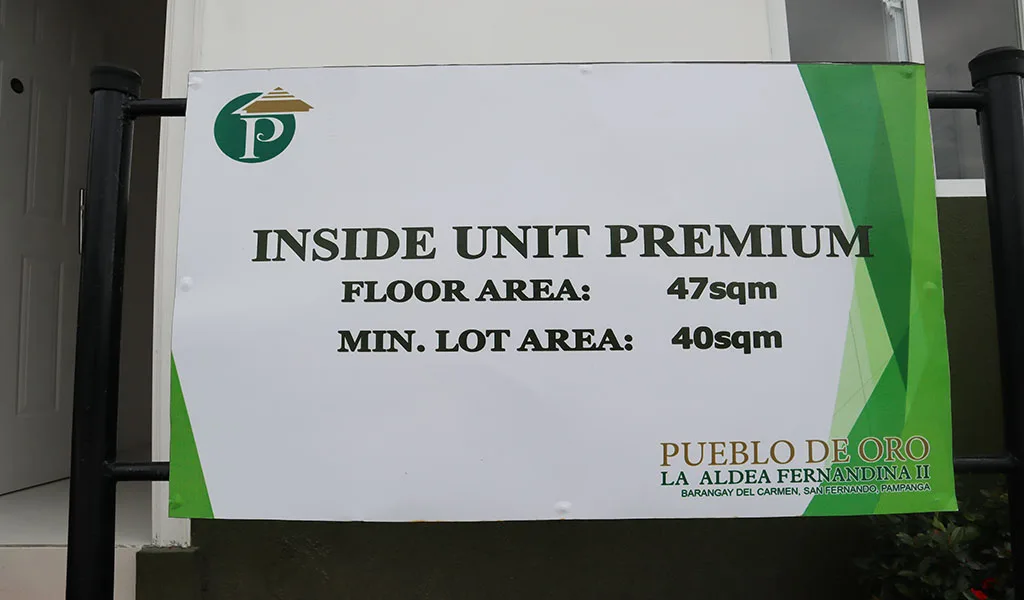 P
INSIDE UNIT PREMIUM
FLOOR AREA: 47sqm
MIN. LOT AREA: 40sqm
PUEBLO DE ORO
LA ALDEA FERNANDINA II
BARANGAY DEL CARMEN, SAN FERNANDO, PAMPANGA